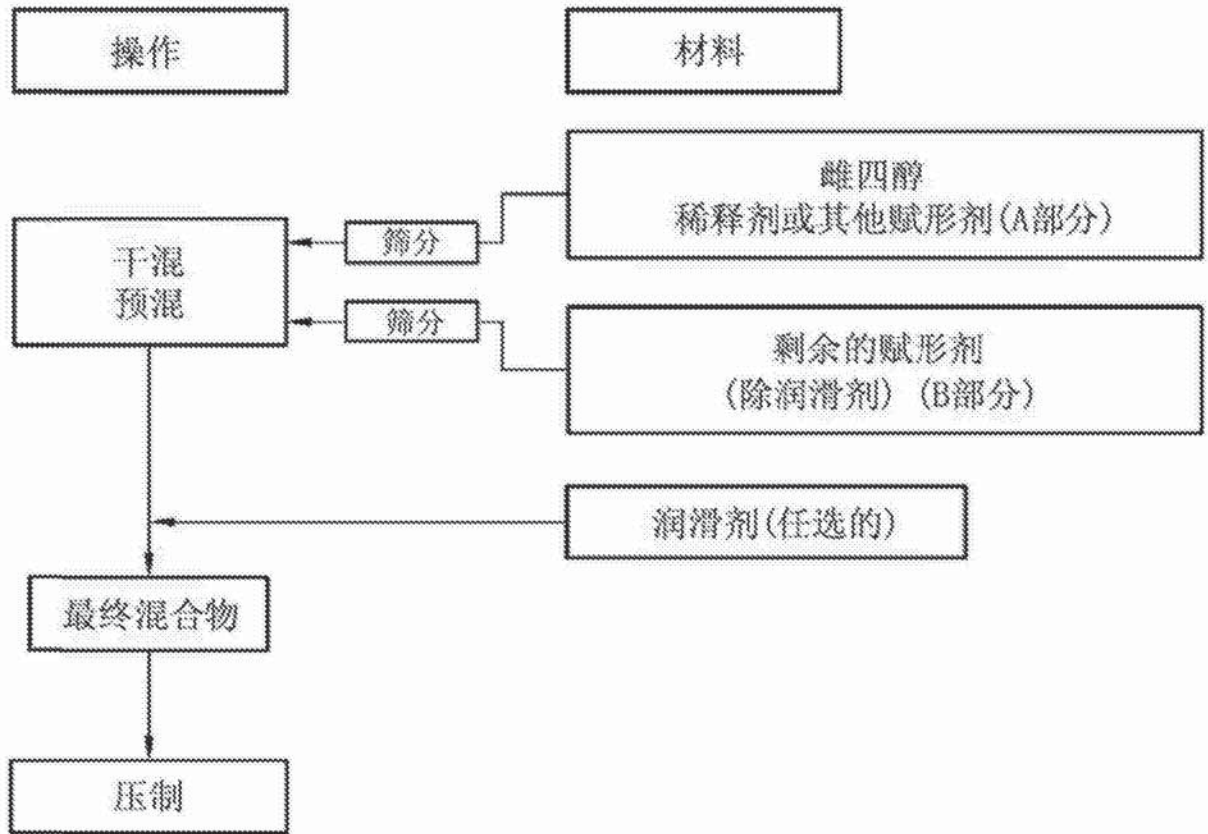 操作
材料
雌四醇
稀释剂或其他赋形剂(A部分)
筛分
干混
预混
筛分
剩余的赋形剂
(除润滑剂) (B部分)
润滑剂(任选的)
最终混合物
压制